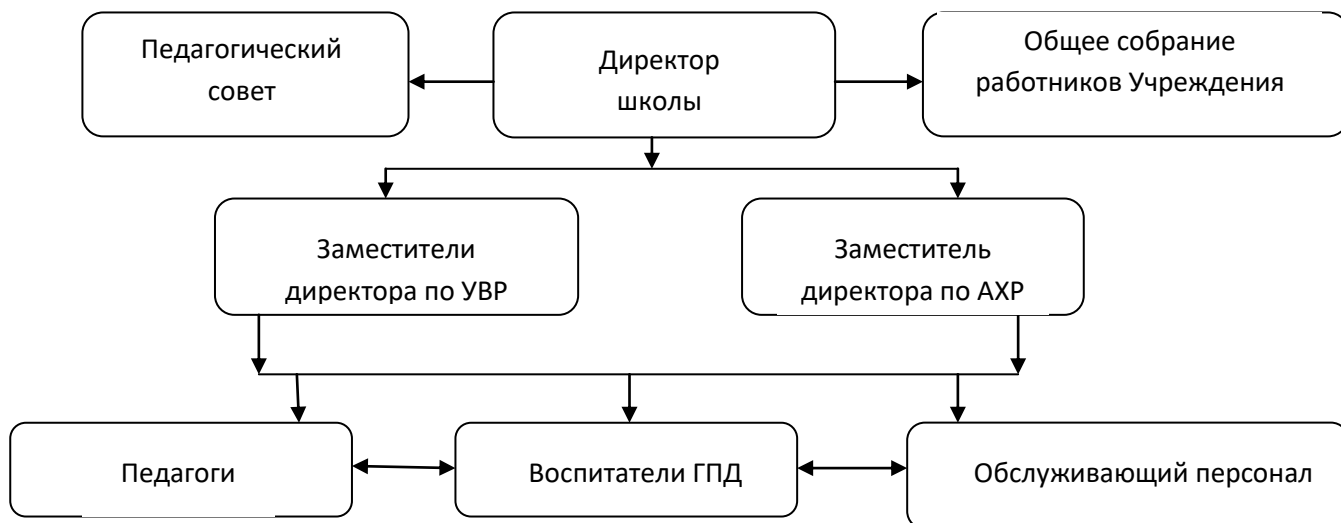 Педагогический
совет
Директор
школы
Общее собрание
работников Учреждения
Заместители
директора по УВР
Заместитель
директора по АХР
Педагоги
Воспитатели ГПД
Обслуживающий персонал